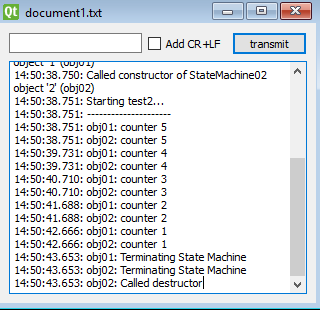 Qt document1.txt
Add CR+LF transmit
object '1' (obj01)
14:50:38.750: Called constructor of StateMachine02
object '2' (obj02)
14:50:38.751: Starting test2...
14:50:38.751: ---------------------
14:50:38.751: obj01: counter 5
14:50:38.751: obj02: counter 5
14:50:39.731: obj01: counter 4
14:50:39.731: obj02: counter 4
14:50:40.710: obj01: counter 3
14:50:40.710: obj02: counter 3
14:50:41.688: obj01: counter 2
14:50:41.688: obj02: counter 2
14:50:42.666: obj01: counter 1
14:50:42.666: obj02: counter 1
14:50:43.653: obj01: Terminating State Machine
14:50:43.653: obj02: Terminating State Machine
14:50:43.653: obj02: Called destructor